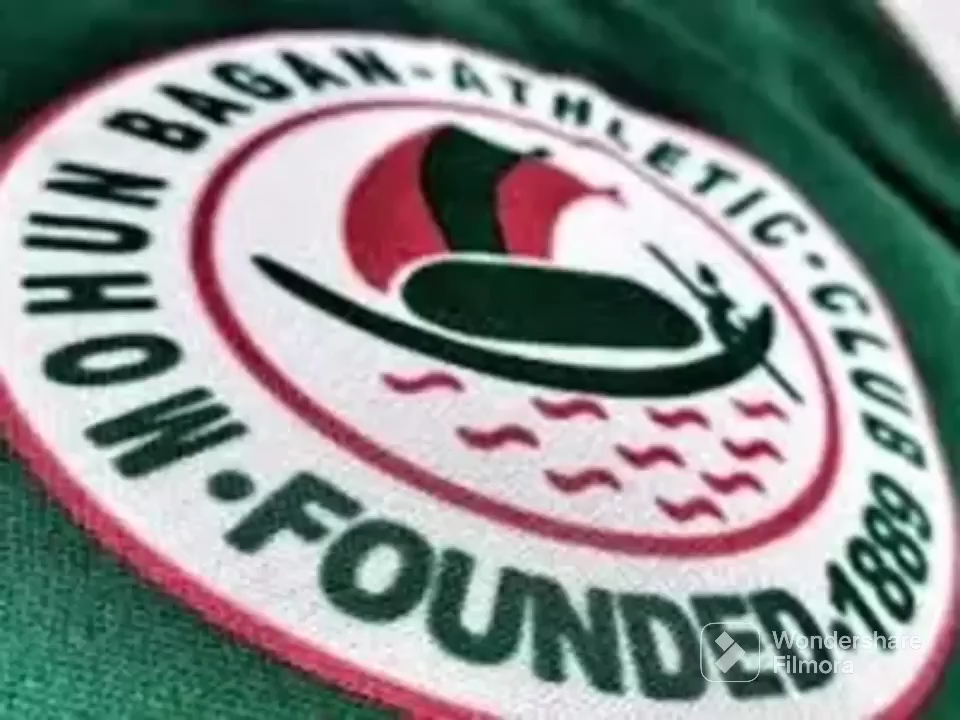 MOHUN BAGAN - ATHLETIC • CLUB
• FOUNDED - 1889
Wondershare
Filmora